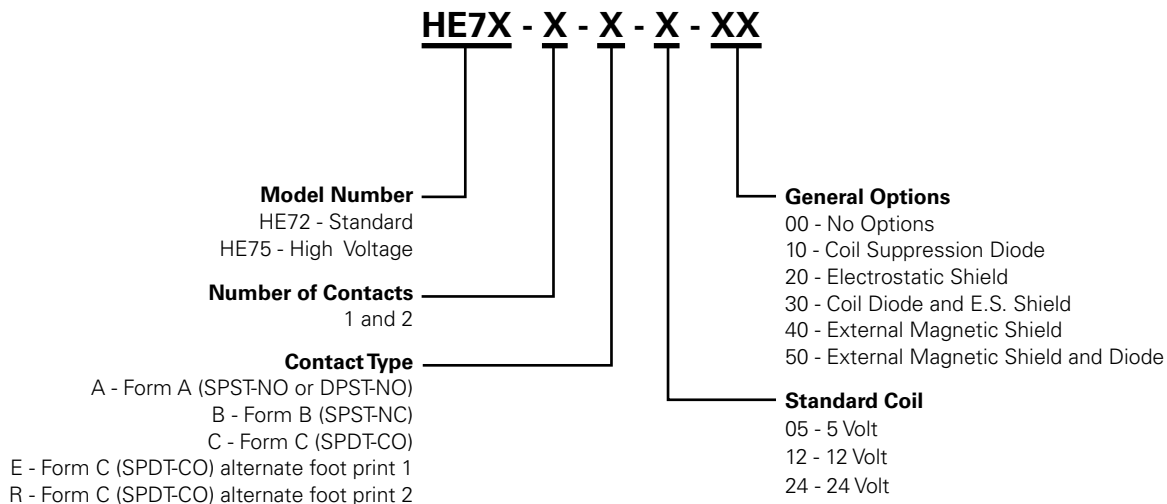 HE7X - X - X - X - XX
Model Number
HE72 - Standard
HE75 - High Voltage
Number of Contacts
1 and 2
Contact Type
A - Form A (SPST-NO or DPST-NO)
B - Form B (SPST-NC)
C - Form C (SPDT-CO)
E - Form C (SPDT-CO) alternate foot print 1
R - Form C (SPDT-CO) alternate foot print 2
General Options
00 - No Options
10 - Coil Suppression Diode
20 - Electrostatic Shield
30 - Coil Diode and E.S. Shield
40 - External Magnetic Shield
50 - External Magnetic Shield and Diode
Standard Coil
05 - 5 Volt
12 - 12 Volt
24 - 24 Volt